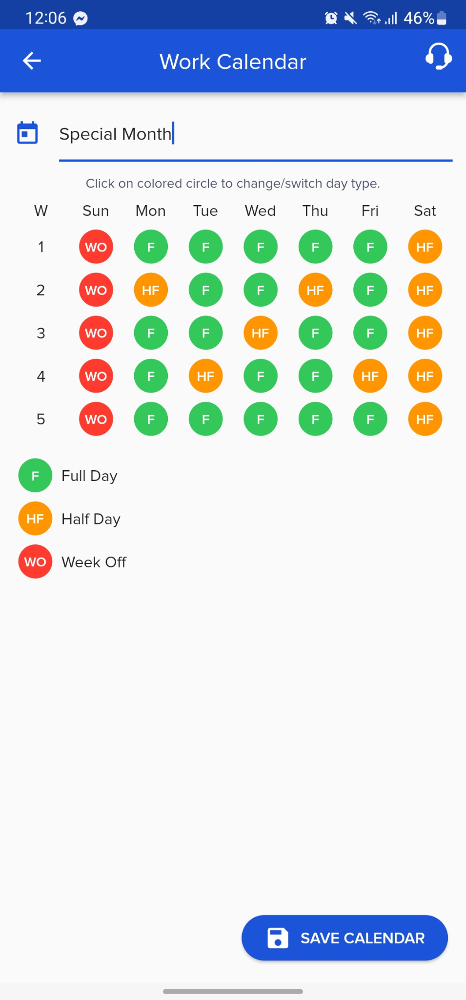 12:06 46%
Work Calendar
Special Month
Click on colored circle to change/switch day type.
W Sun Mon Tue Wed Thu Fri Sat
1 WO F F F F F HF
2 WO HF F F HF F HF
3 WO F F HF F F HF
4 WO F HF F F HF HF
5 WO F F F F F HF
F Full Day
HF Half Day
WO Week Off
SAVE CALENDAR